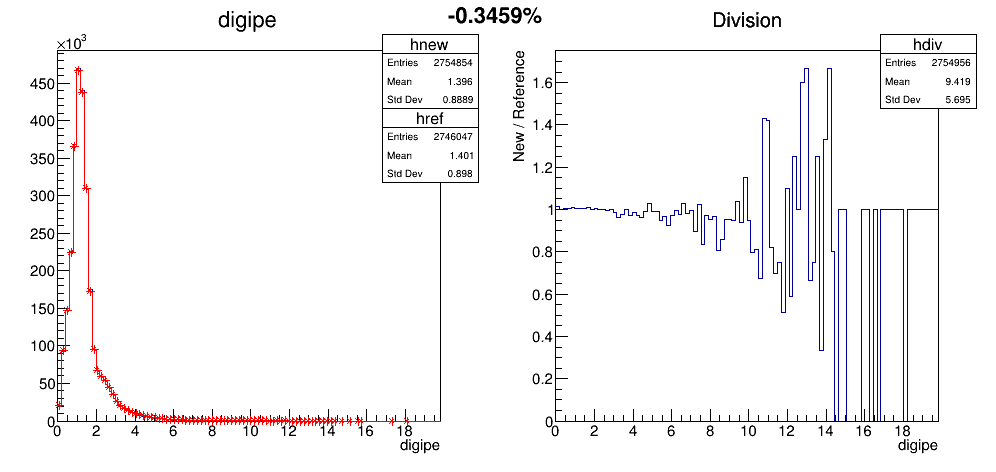 digipe
-0.3459%
Division
×10³
hnew
Entries 2754854
Mean 1.396
Std Dev 0.8889
href
Entries 2746047
Mean 1.401
Std Dev 0.898
450
400
350
300
250
200
150
100
50
0
0 2 4 6 8 10 12 14 16 18
digipe
hdiv
Entries 2754956
Mean 9.419
Std Dev 5.695
New / Reference
1.6
1.4
1.2
1
0.8
0.6
0.4
0.2
0
0 2 4 6 8 10 12 14 16 18
digipe